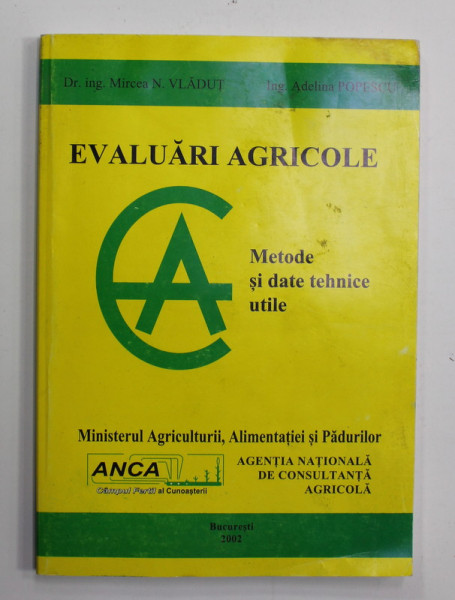 Dr. ing. Mircea N. VLĂDUȚ
Ing. Adelina POPESCU
EVALUĂRI AGRICOLE
EA
Metode
și date tehnice
utile
Ministerul Agriculturii, Alimentației și Pădurilor
ANCA
Câmpul Fertil al Cunoașterii
AGENȚIA NAȚIONALĂ
DE CONSULTANȚĂ
AGRICOLĂ
București
2002